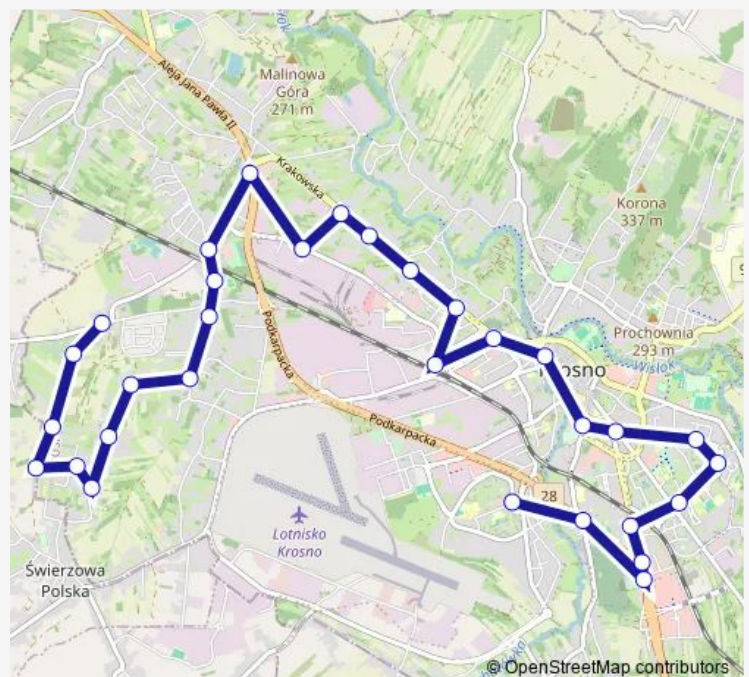 Aleja Jana Pawła II
Malinowa
Góra
271 m
Krakowska
Korona
337 m
Prochownia
293 m
Wisłok
Podkarpacka
Podkarpacka
28
Lotnisko
Krosno
Świerzowa
Polska
© OpenStreetMap contributors